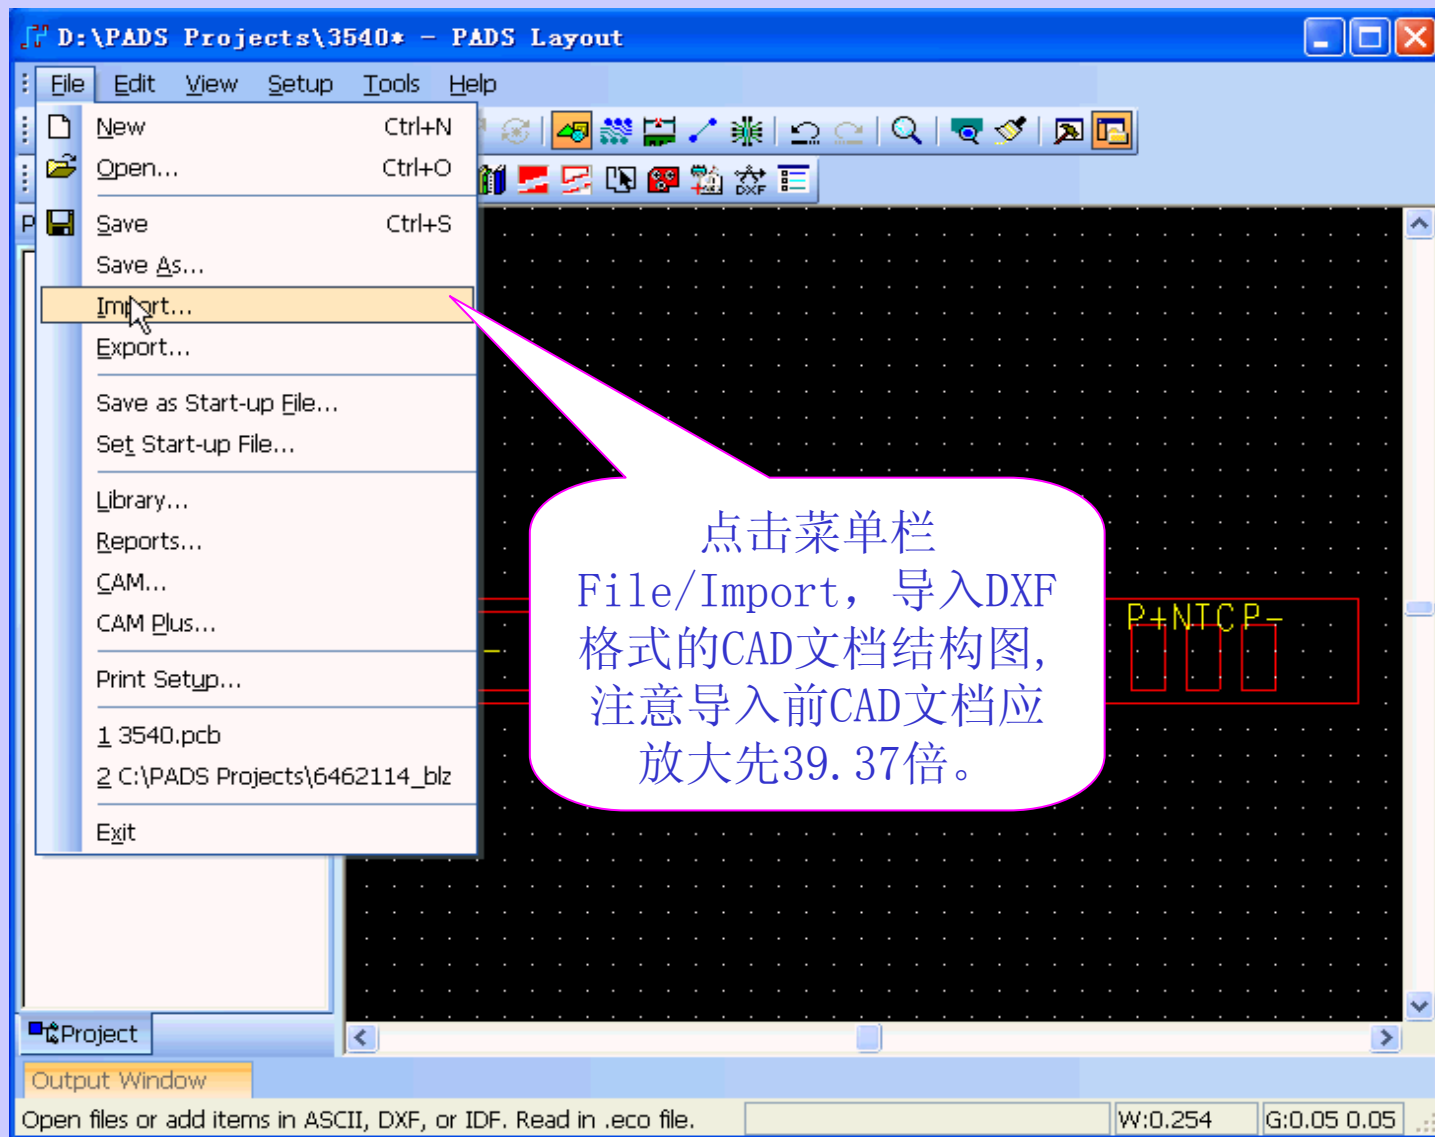 D:\PADS Projects\3540* - PADS Layout
File Edit View Setup Tools Help
New Ctrl+N
Open... Ctrl+O
DXF
Save Ctrl+S
Save As...
Import...
Export...
Save as Start-up File...
Set Start-up File...
Library...
Reports...
CAM...
CAM Plus...
Print Setup...
1 3540.pcb
2 C:\PADS Projects\6462114_blz
Exit
点击菜单栏
File/Import，导入DXF
格式的CAD文档结构图,
注意导入前CAD文档应
放大先39.37倍。
P+NTC P-
-
Project
Output Window
Open files or add items in ASCII, DXF, or IDF. Read in .eco file.
W:0.254
G:0.05 0.05